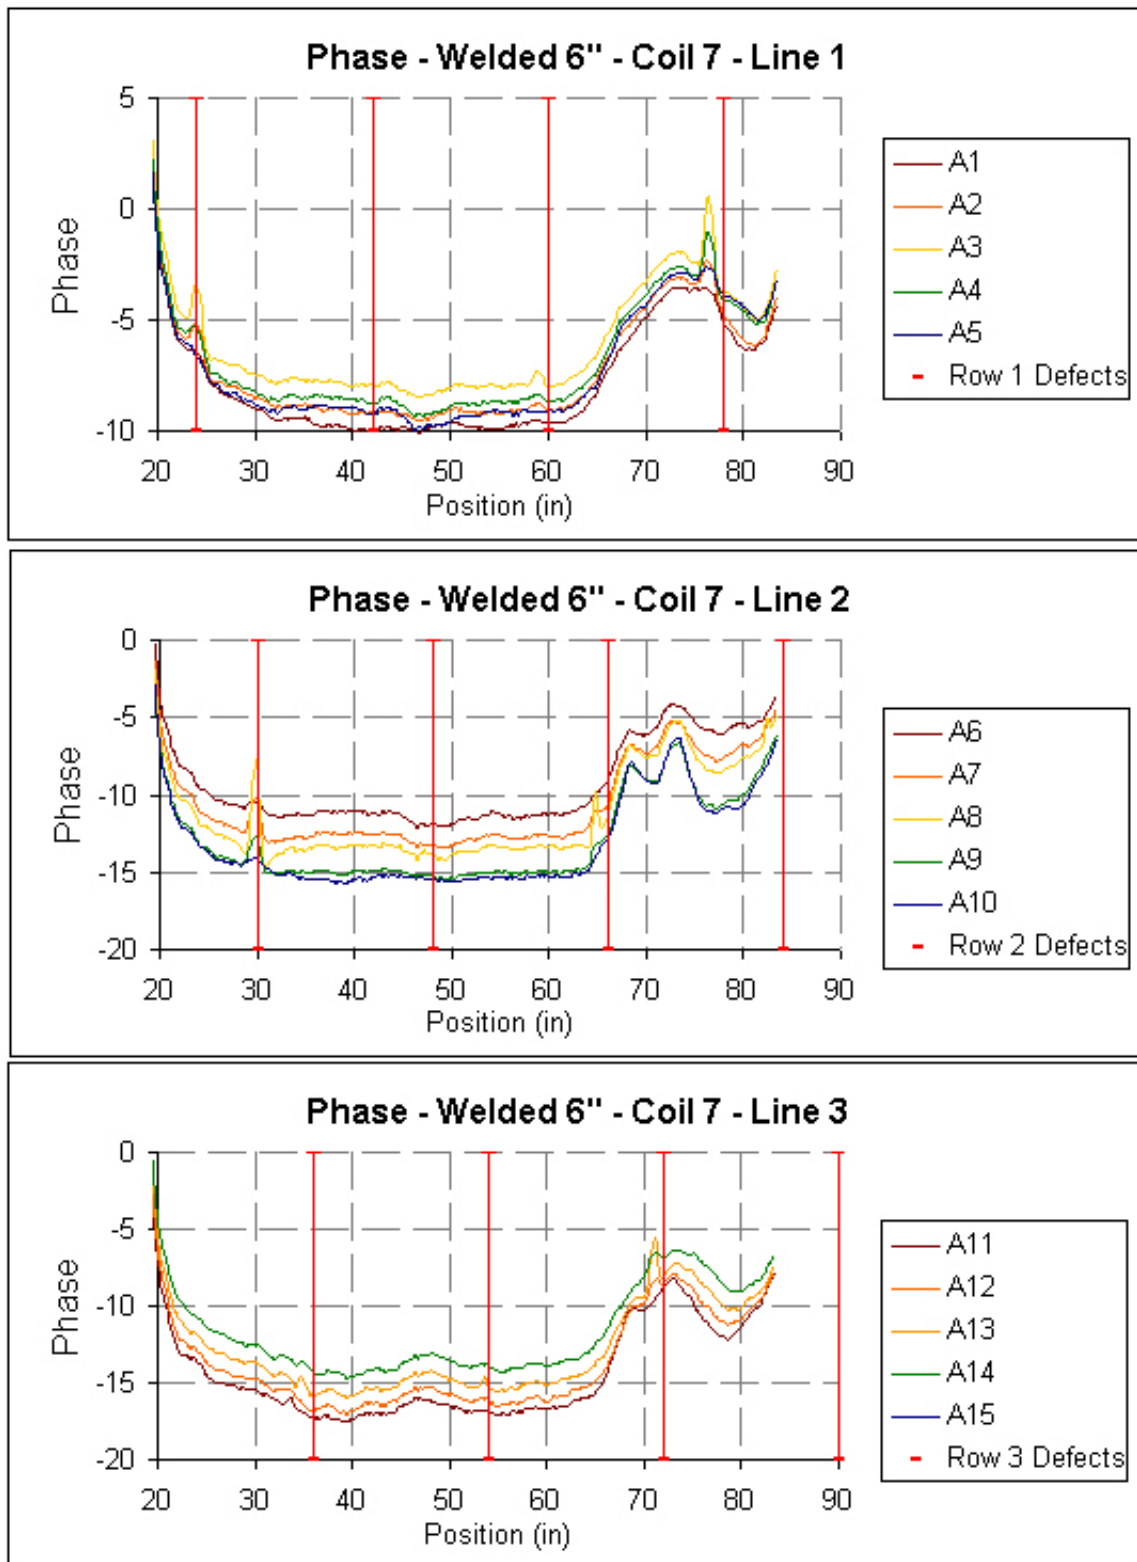 Phase - Welded 6" - Coil 7 - Line 1
5
0
-5
-10
Phase
20 30 40 50 60 70 80 90
Position (in)
A1
A2
A3
A4
A5
Row 1 Defects
Phase - Welded 6" - Coil 7 - Line 2
0
-5
-10
-15
-20
Phase
20 30 40 50 60 70 80 90
Position (in)
A6
A7
A8
A9
A10
Row 2 Defects
Phase - Welded 6" - Coil 7 - Line 3
0
-5
-10
-15
-20
Phase
20 30 40 50 60 70 80 90
Position (in)
A11
A12
A13
A14
A15
Row 3 Defects